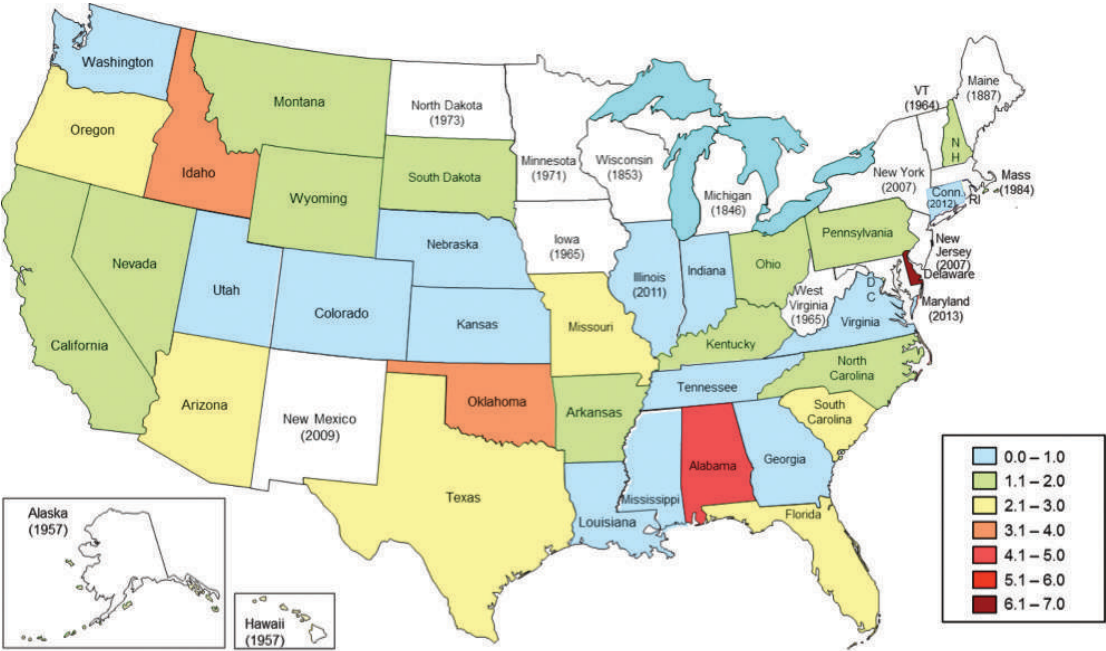 Washington
Montana
North Dakota
(1973)
Minnesota
(1971)
Wisconsin
(1853)
Michigan
(1846)
VT
(1964)
Maine
(1887)
N
H
Mass
(1984)
New York
(2007)
Conn.
(2012)
RI
Oregon
Idaho
Wyoming
South Dakota
Iowa
(1965)
Pennsylvania
New
Jersey
(2007)
Delaware
Maryland
(2013)
D
C
Nevada
Utah
Colorado
Nebraska
Kansas
Illinois
(2011)
Indiana
Ohio
West
Virginia
(1965)
Virginia
California
Missouri
Kentucky
North
Carolina
Tennessee
South
Carolina
Arizona
New Mexico
(2009)
Oklahoma
Arkansas
Alabama
Georgia
Mississippi
Texas
Louisiana
Florida
Alaska
(1957)
Hawaii
(1957)
0.0 – 1.0
1.1 – 2.0
2.1 – 3.0
3.1 – 4.0
4.1 – 5.0
5.1 – 6.0
6.1 – 7.0